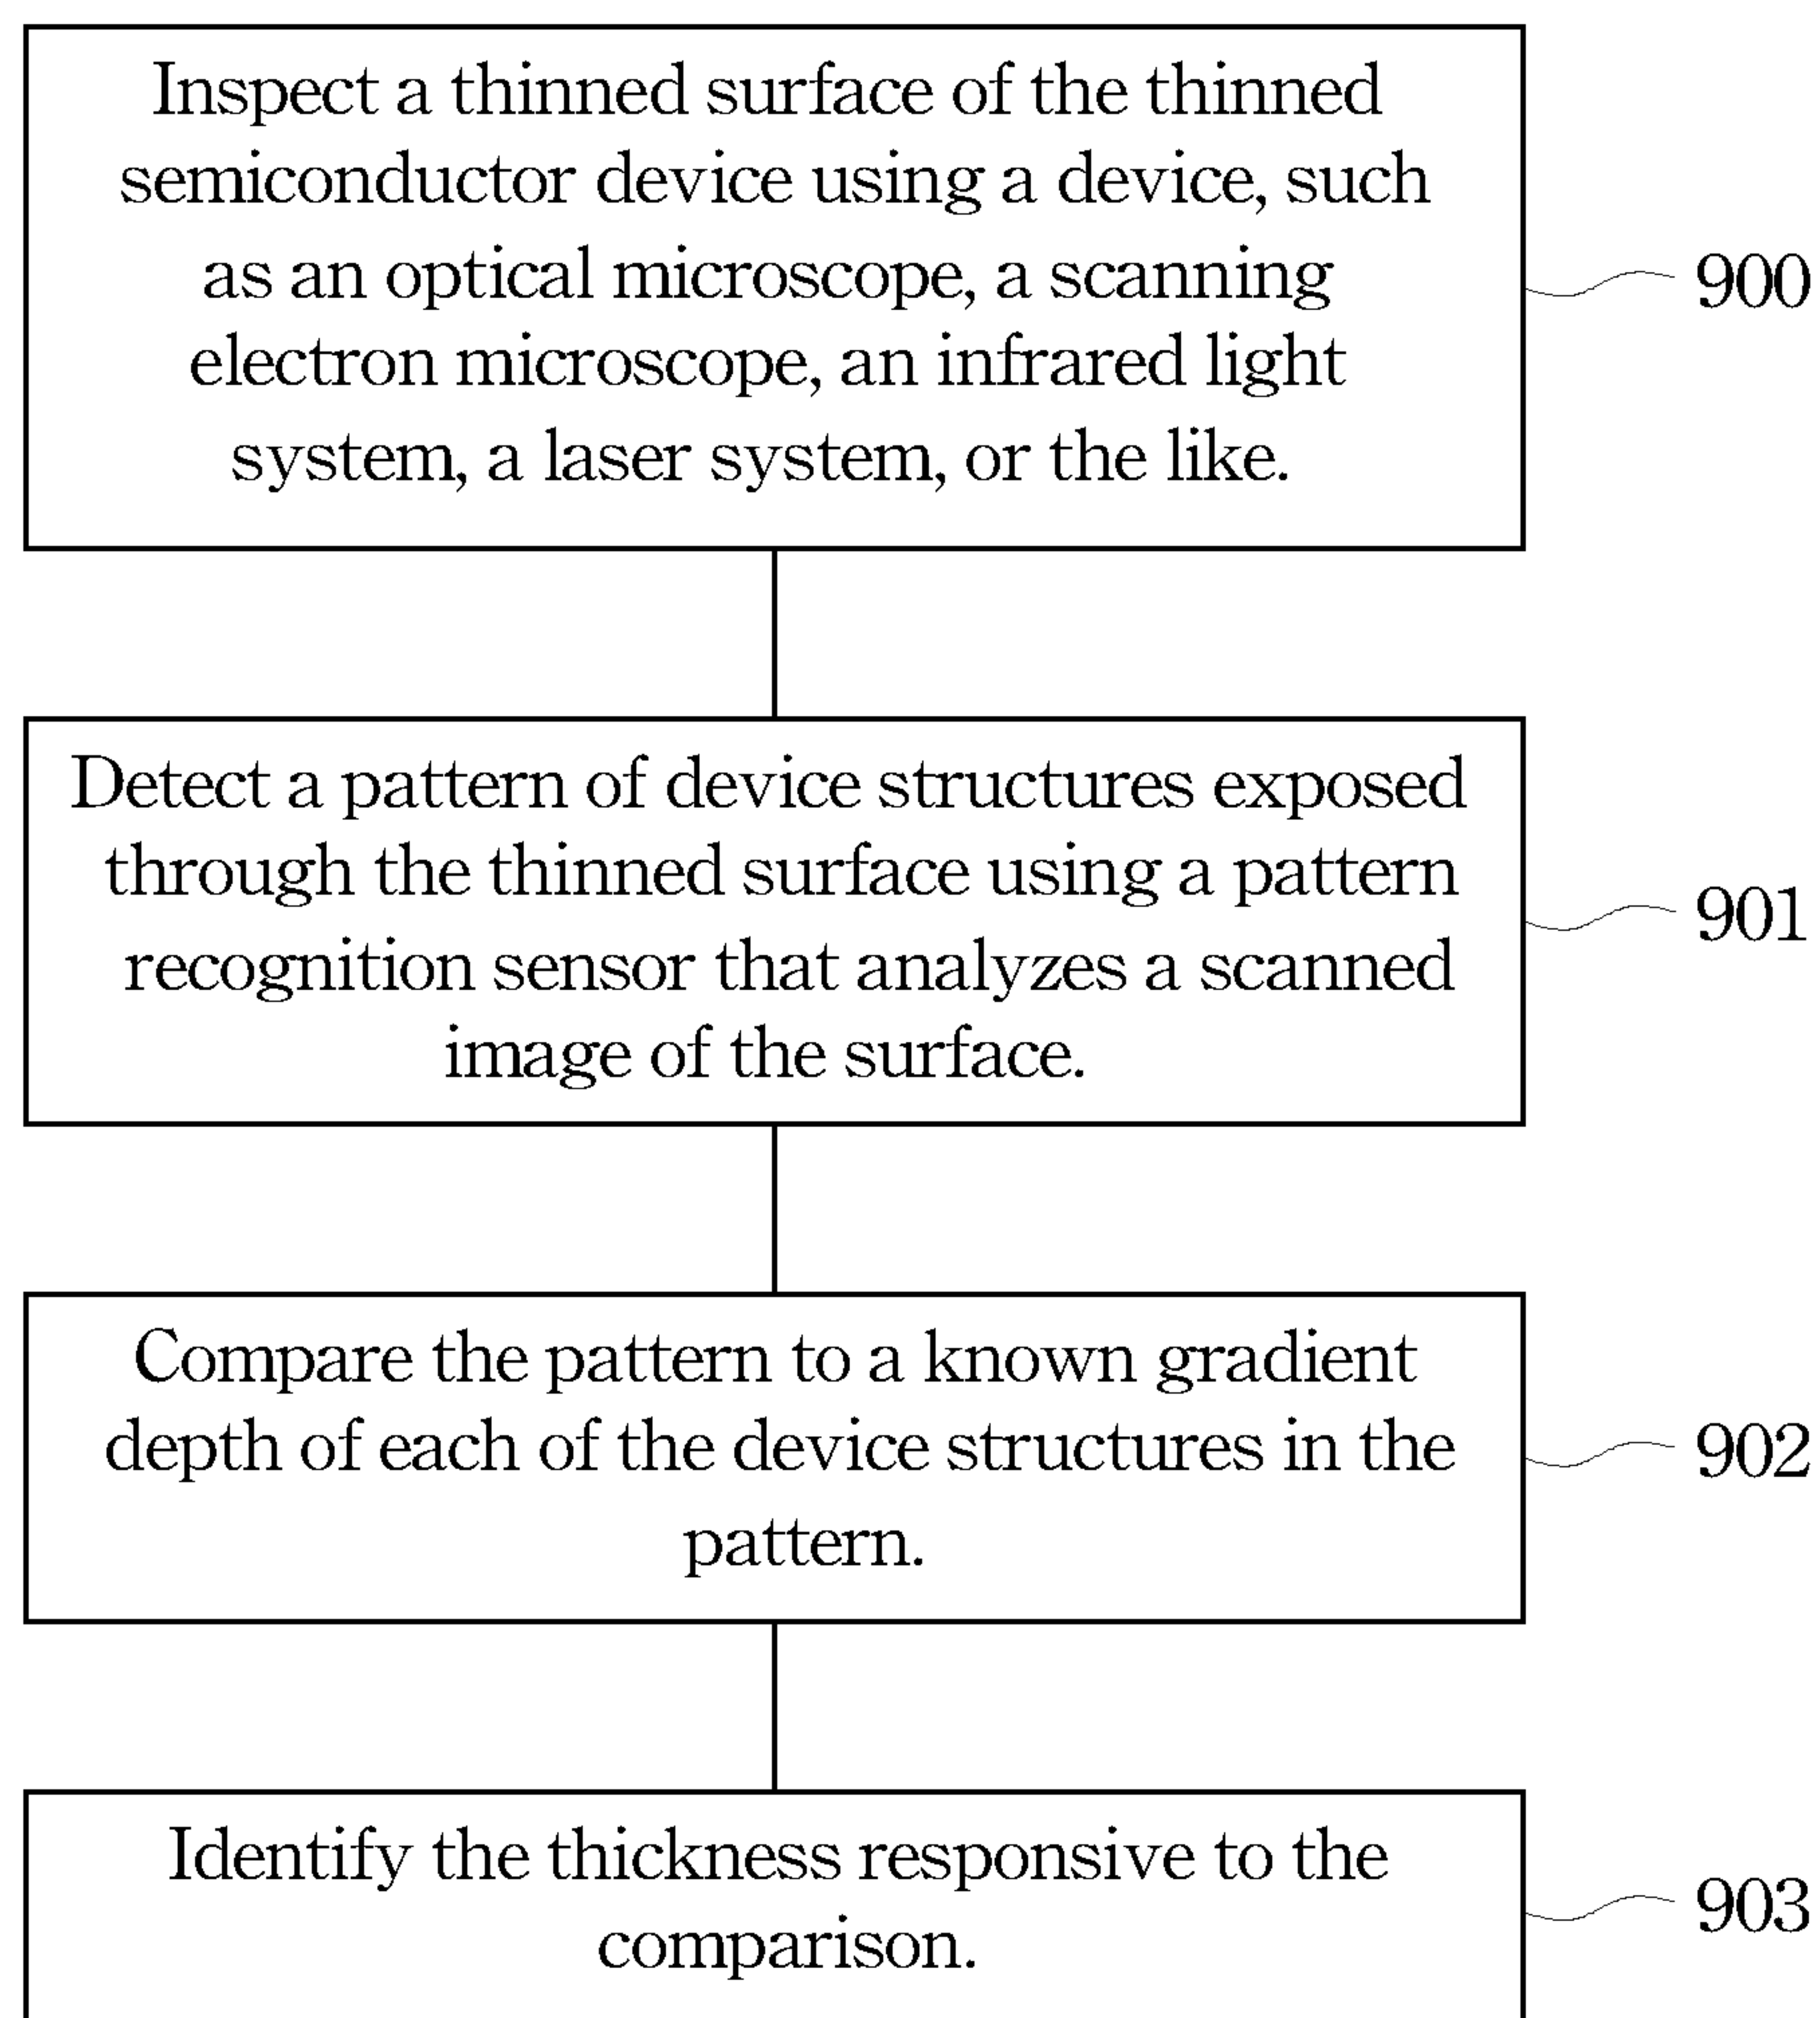 Inspect a thinned surface of the thinned
semiconductor device using a device, such
as an optical microscope, a scanning
electron microscope, an infrared light
system, a laser system, or the like.
900
Detect a pattern of device structures exposed
through the thinned surface using a pattern
recognition sensor that analyzes a scanned
image of the surface.
901
Compare the pattern to a known gradient
depth of each of the device structures in the
pattern.
902
Identify the thickness responsive to the
comparison.
903